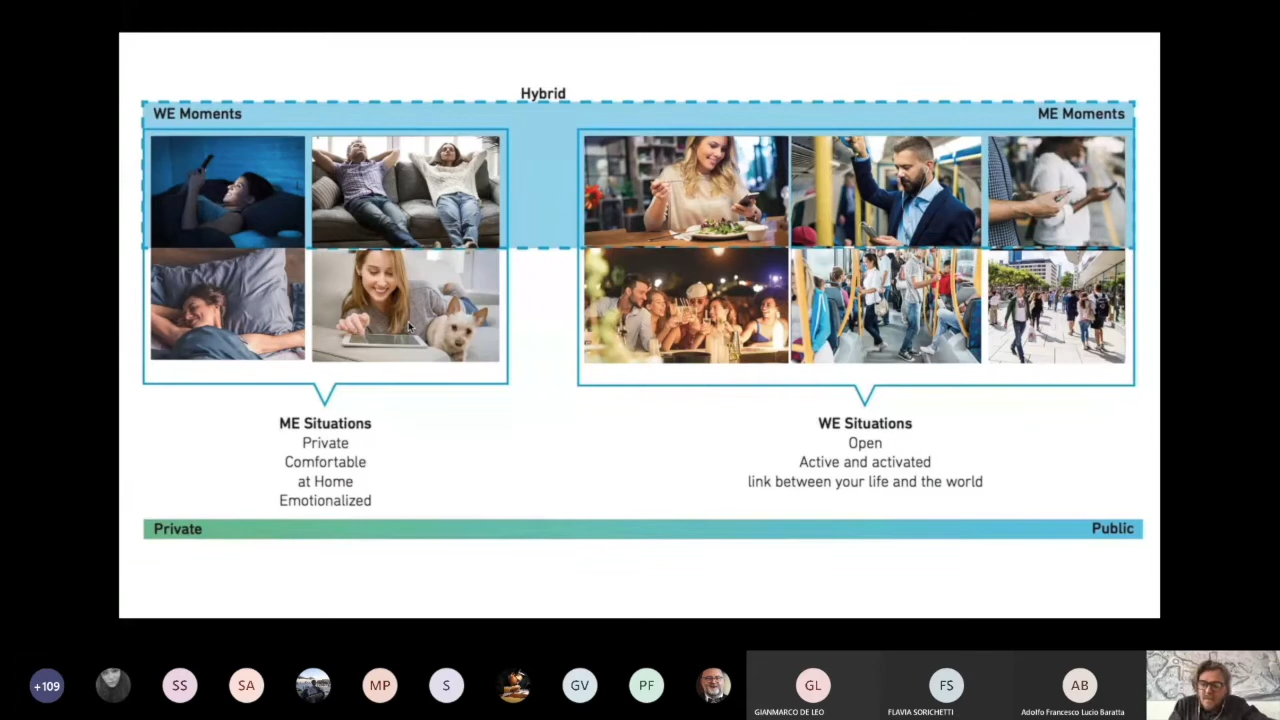 Hybrid
WE Moments
ME Moments
ME Situations
Private
Comfortable
at Home
Emotionalized
WE Situations
Open
Active and activated
link between your life and the world
Private
Public
+109
SS
SA
MP
S
GV
PF
GL
GIANMARCO DE LEO
FS
FLAVIA SORICHETTI
AB
Adolfo Francesco Lucio Baratta